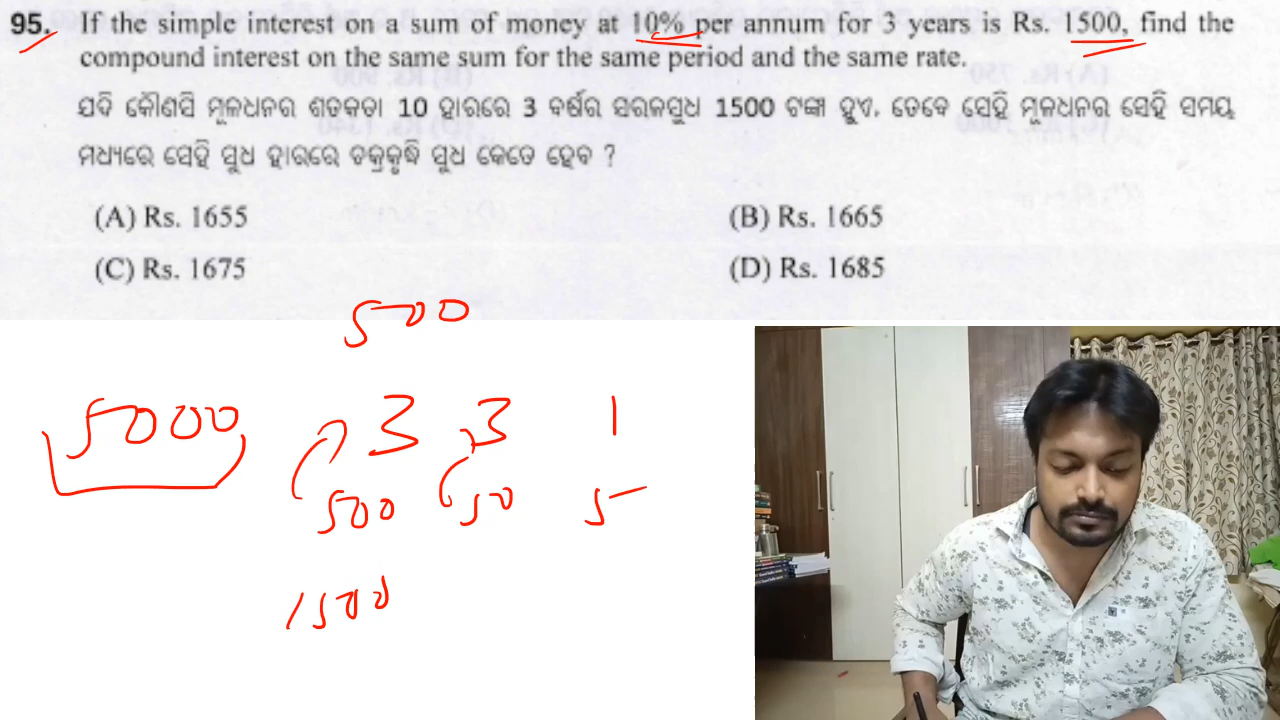 95. If the simple interest on a sum of money at 10% per annum for 3 years is Rs. 1500, find the
compound interest on the same sum for the same period and the same rate.
ଯଦି କୌଣସି ମୂଳଧନର ଶତକଡା 10 ହାରରେ 3 ବର୍ଷର ସରଳସୁଧ 1500 ଟଙ୍କା ହୁଏ, ତେବେ ସେହି ମୂଳଧନର ସେହି ସମୟ
ମଧ୍ୟରେ ସେହି ସୁଧ ହାରରେ ଚକ୍ରବୃଦ୍ଧି ସୁଧ କେତେ ହେବ ?
(A) Rs. 1655 (B) Rs. 1665
(C) Rs. 1675 (D) Rs. 1685
500
5000 3 3 1
500 50 5
1500